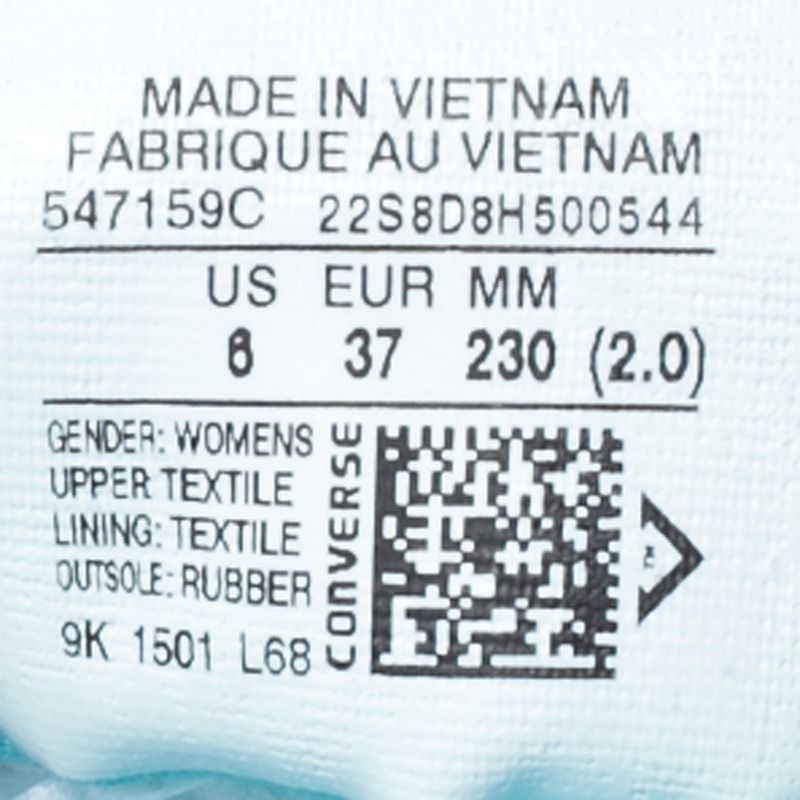 MADE IN VIETNAM
FABRIQUE AU VIETNAM
547159C 22S8D8H500544
US EUR MM
6 37 230 (2.0)
GENDER: WOMENS
UPPER TEXTILE
LINING: TEXTILE
OUTSOLE: RUBBER
9K 1501 L68
CONVERSE